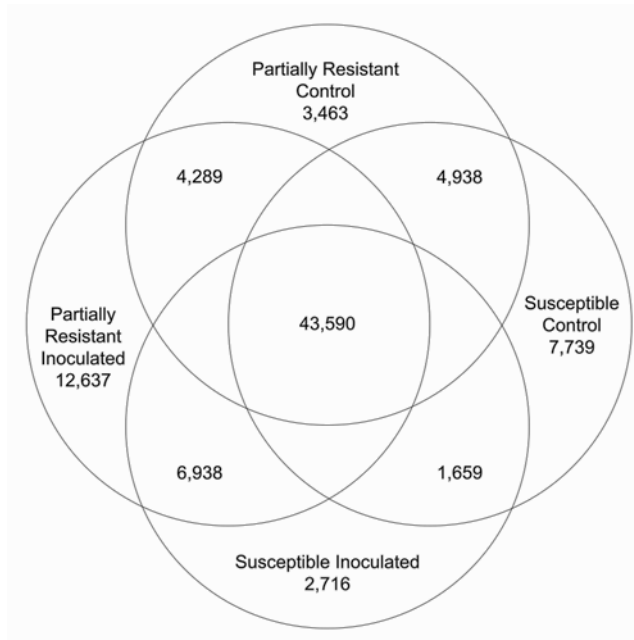 Partially Resistant
Control
3,463
4,289
4,938
Partially
Resistant
Inoculated
12,637
43,590
Susceptible
Control
7,739
6,938
1,659
Susceptible Inoculated
2,716